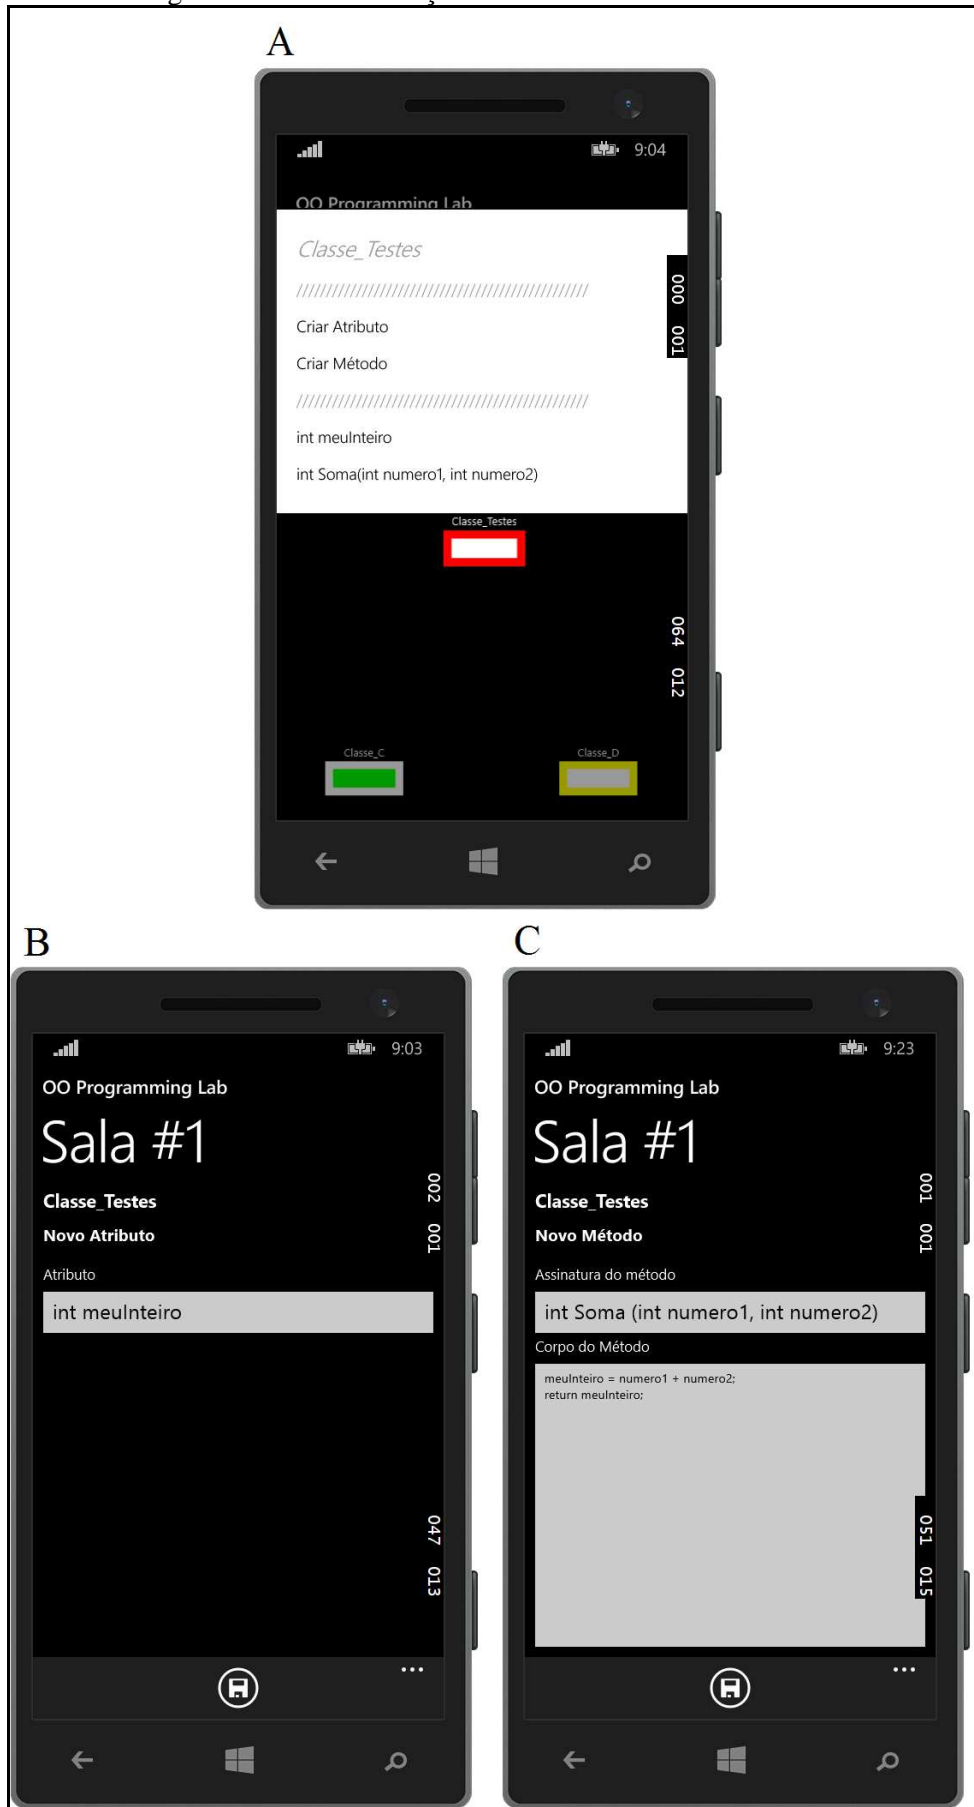 A
9:04
OO Programming Lab
Classe_Testes
/////////////////////////////////////////////////
Criar Atributo
Criar Método
/////////////////////////////////////////////////
int meuInteiro
int Soma(int numero1, int numero2)
000 001
Classe_Testes
064 012
Classe_C
Classe_D
B
9:03
OO Programming Lab
Sala #1
Classe_Testes
Novo Atributo
002 001
Atributo
int meuInteiro
047 013
...
C
9:23
OO Programming Lab
Sala #1
Classe_Testes
Novo Método
001 001
Assinatura do método
int Soma (int numero1, int numero2)
Corpo do Método
meuInteiro = numero1 + numero2;
return meuInteiro;
051 015
...